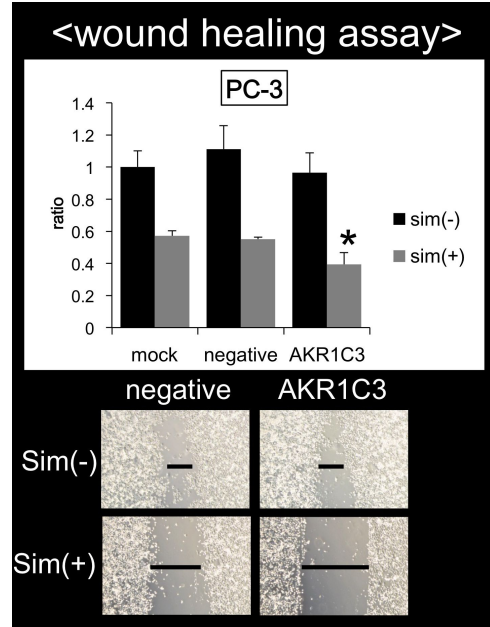 <wound healing assay>
PC-3
1.4
1.2
1
0.8
0.6
0.4
0.2
0
ratio
*
sim(-)
sim(+)
mock negative AKR1C3
negative AKR1C3
Sim(-)
Sim(+)